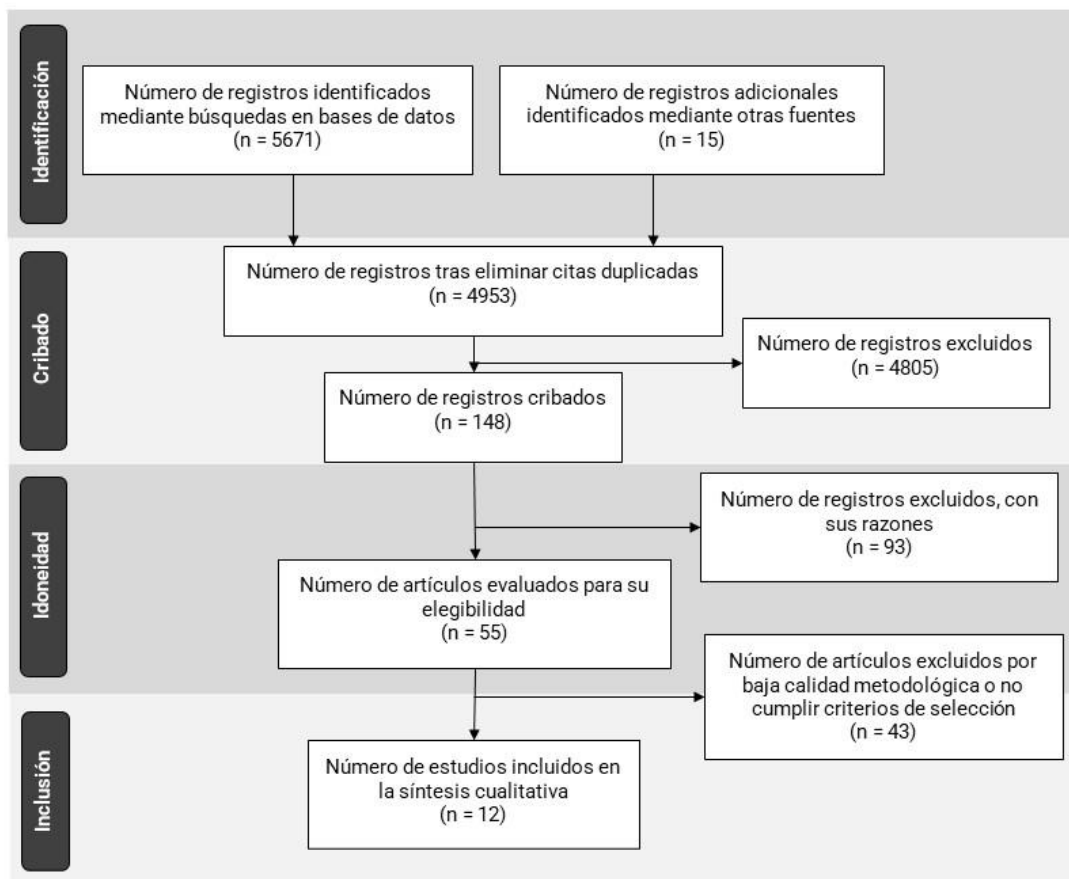 Identificación
Número de registros identificados
mediante búsquedas en bases de datos
(n = 5671)
Número de registros adicionales
identificados mediante otras fuentes
(n = 15)
Cribado
Número de registros tras eliminar citas duplicadas
(n = 4953)
Número de registros excluidos
(n = 4805)
Número de registros cribados
(n = 148)
Idoneidad
Número de registros excluidos, con
sus razones
(n = 93)
Número de artículos evaluados para su
elegibilidad
(n = 55)
Número de artículos excluidos por
baja calidad metodológica o no
cumplir criterios de selección
(n = 43)
Inclusión
Número de estudios incluidos en
la síntesis cualitativa
(n = 12)